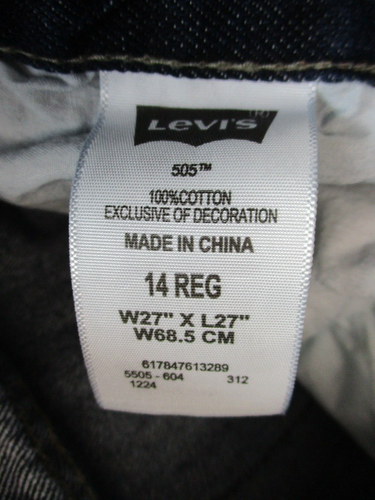 Levi's®
505™
100%COTTON
EXCLUSIVE OF DECORATION
MADE IN CHINA
14 REG
W27" X L27"
W68.5 CM
617847613289
5505 - 604 312
1224